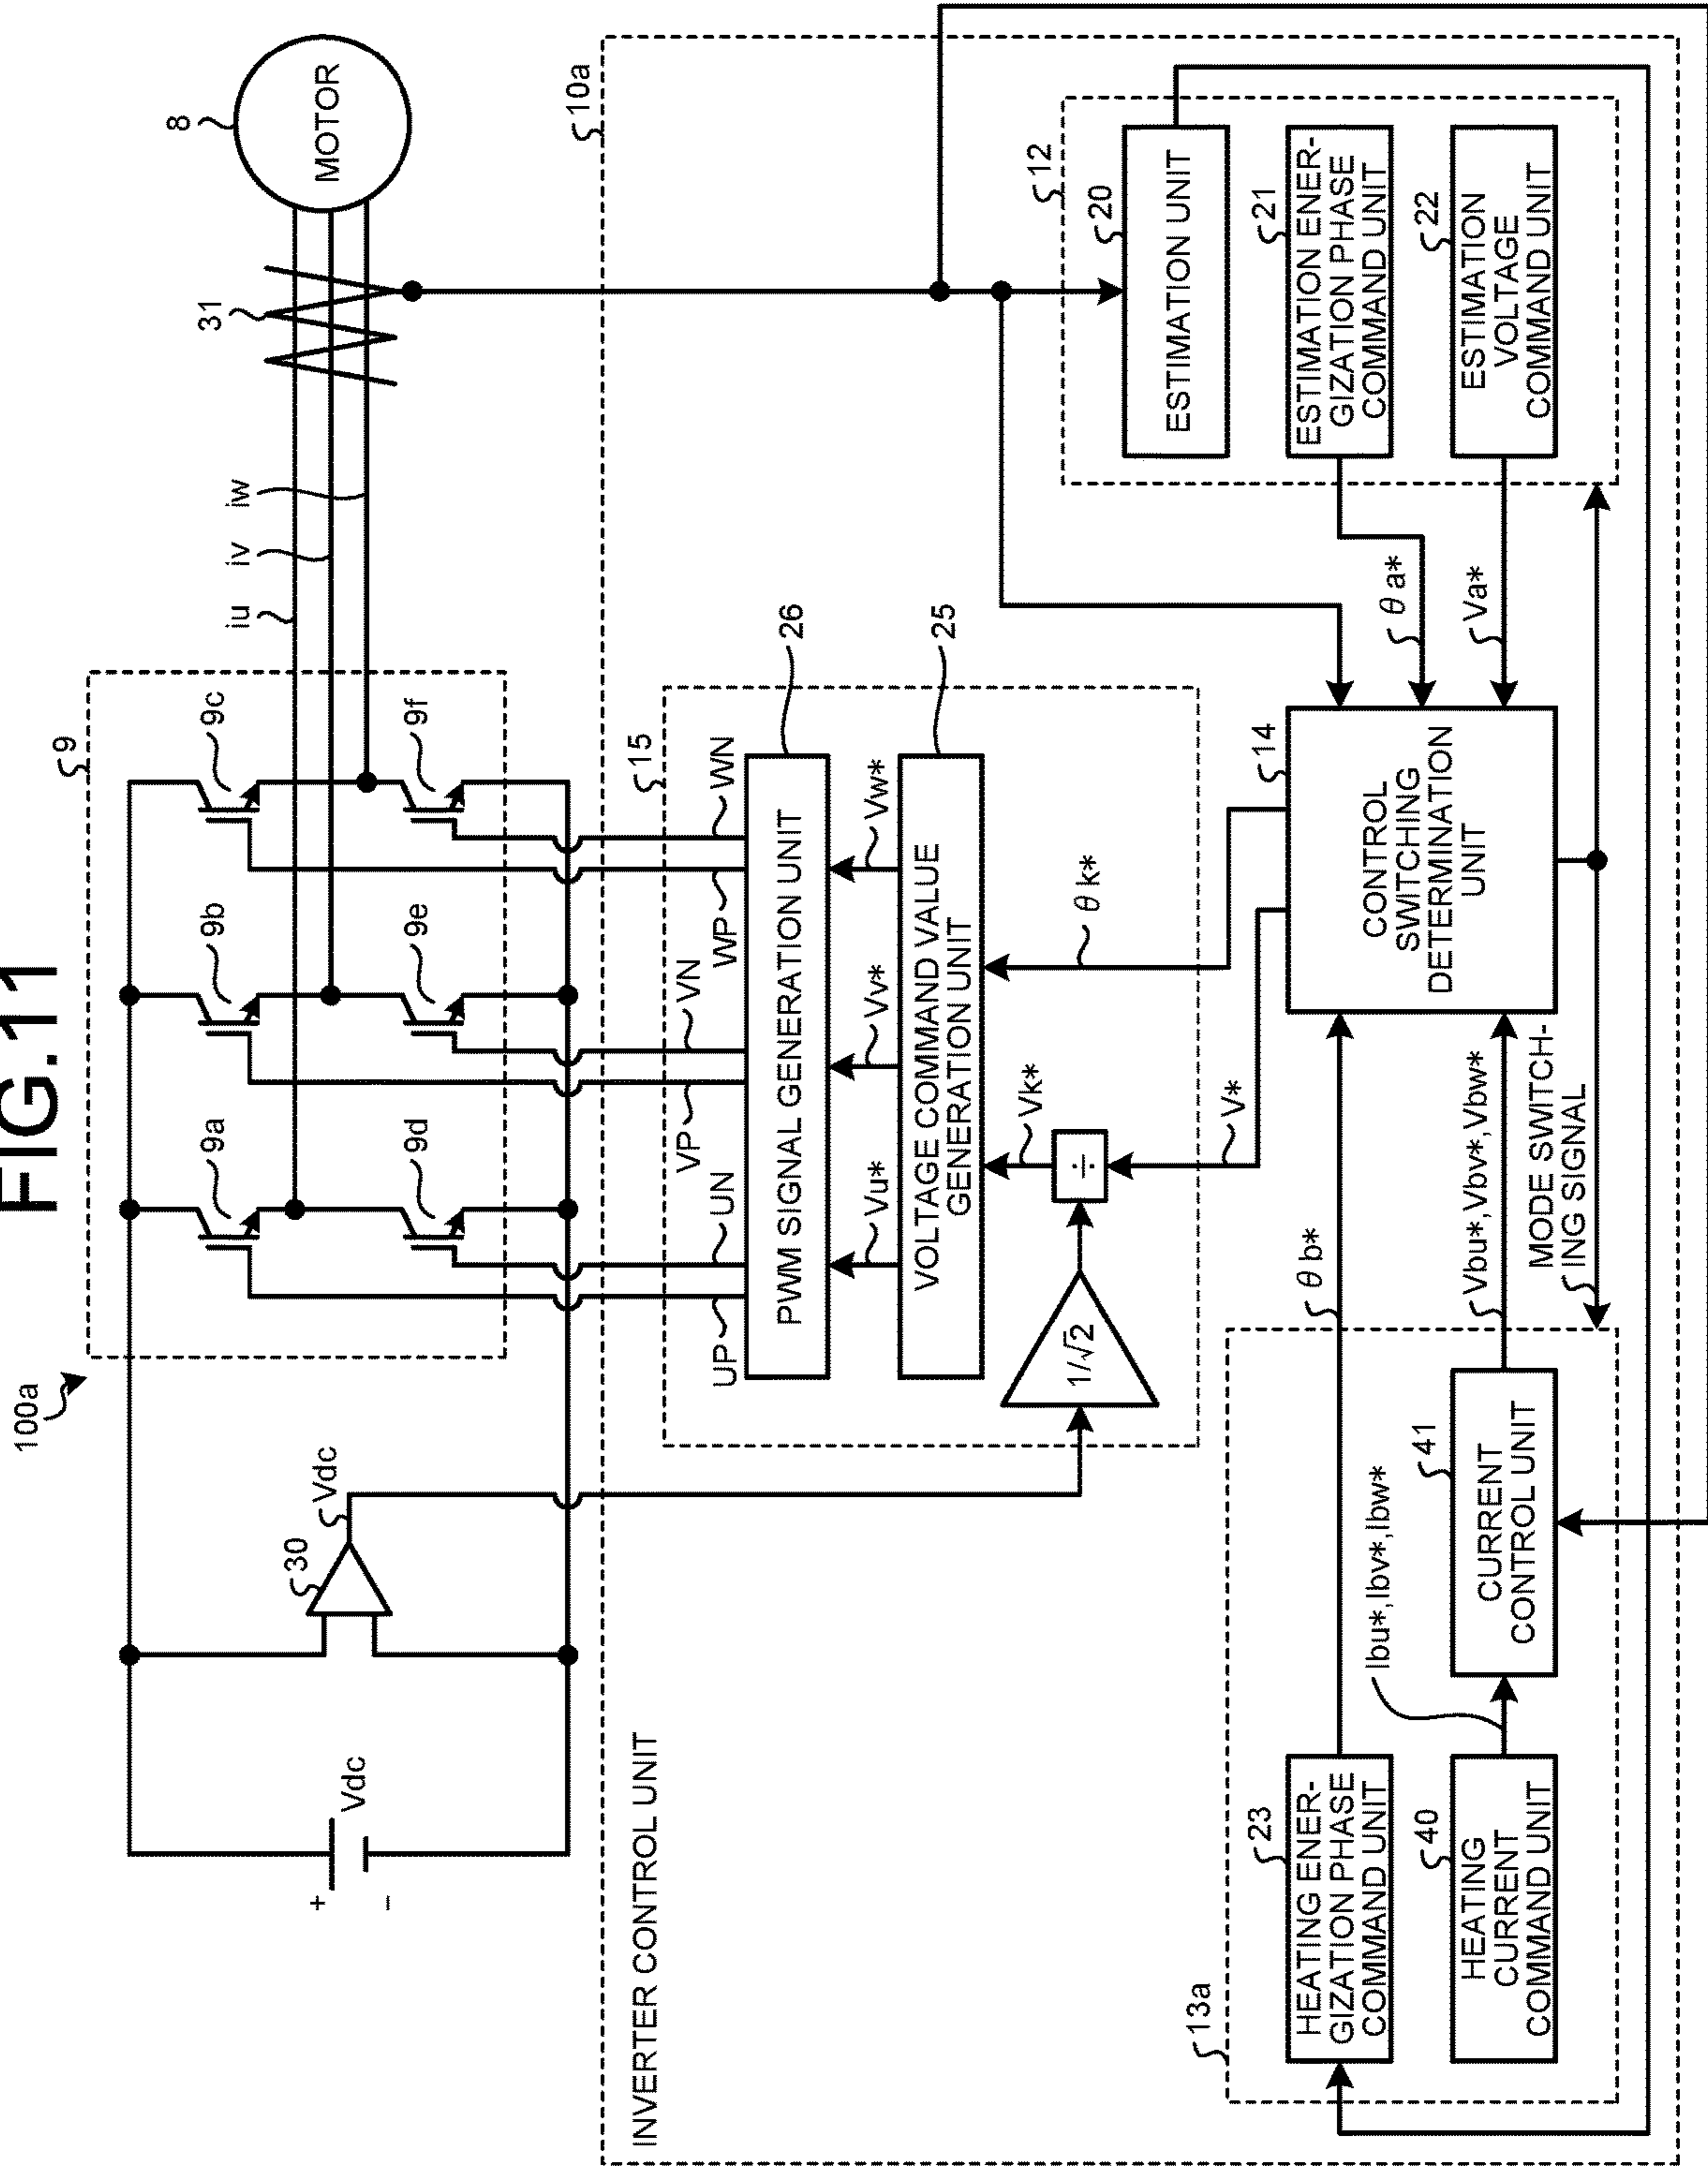 FIG.11
100a
9
9a
9b
9c
9d
9e
9f
8
MOTOR
iu
iv
iw
31
+
−
Vdc
30
Vdc
10a
INVERTER CONTROL UNIT
15
UP
UN
VP
VN
WP
WN
26
PWM SIGNAL GENERATION UNIT
Vu*
Vv*
Vw*
25
VOLTAGE COMMAND VALUE
GENERATION UNIT
Vk*
θk*
÷
1/√2
V*
12
20
ESTIMATION UNIT
21
ESTIMATION ENER-
GIZATION PHASE
COMMAND UNIT
22
ESTIMATION
VOLTAGE
COMMAND UNIT
θa*
Va*
14
CONTROL
SWITCHING
DETERMINATION
UNIT
θb*
Vbu*,Vbv*,Vbw*
MODE SWITCH-
ING SIGNAL
13a
23
HEATING ENER-
GIZATION PHASE
COMMAND UNIT
40
HEATING
CURRENT
COMMAND UNIT
Ibu*,Ibv*,Ibw*
41
CURRENT
CONTROL UNIT